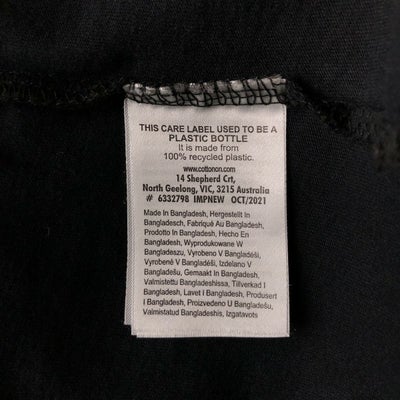 THIS CARE LABEL USED TO BE A
PLASTIC BOTTLE
It is made from
100% recycled plastic.
www.cottonon.com
14 Shepherd Crt,
North Geelong, VIC, 3215 Australia
# 6332798 IMPNEW OCT/2021
Made In Bangladesh, Hergestellt In
Bangladesch, Fabriqué Au Bangladesh,
Prodotto In Bangladesh, Hecho En
Bangladesh, Wyprodukowane W
Bangladeszu, Vyrobeno V Bangladéši,
Vyrobené V Bangladéši, Izdelano V
Bangladešu, Gemaakt In Bangladesh,
Valmistettu Bangladeshissa, Tillverkad I
Bangladesh, Lavet I Bangladesh, Produsert
I Bangladesh, Proizvedeno U Bangladešu,
Valmistatud Bangladeshis, Izgatavots